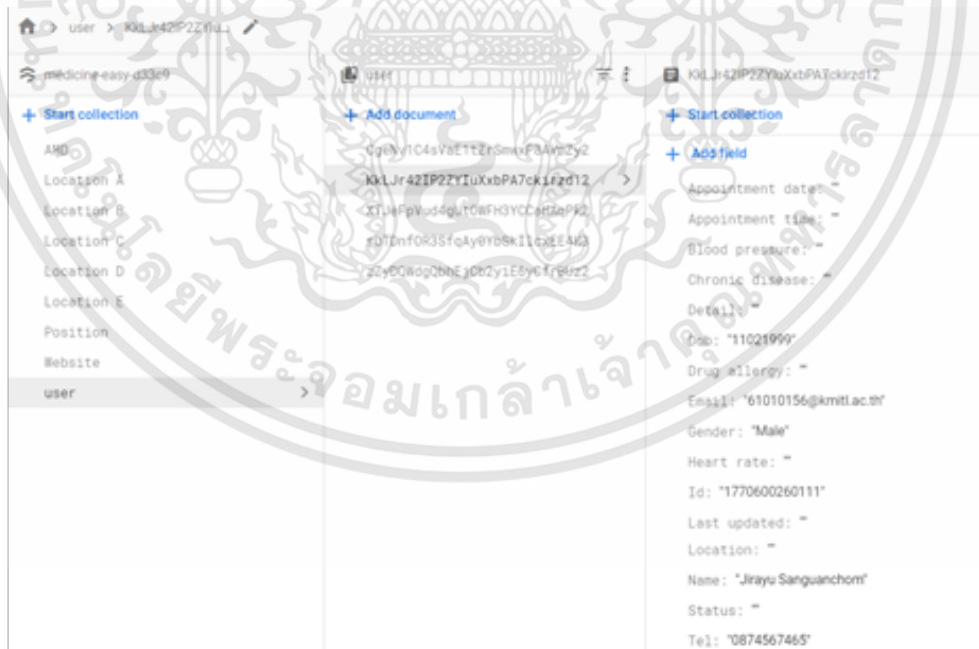 user > KkLJr42IP2ZYIu...
medicine-easy-d33c9
+ Start collection
AMD
Location A
Location B
Location C
Location D
Location E
Position
Website
user
user
+ Add document
KkLJr42IP2ZYIuXxbPA7ckirzd12
KkLJr42IP2ZYIuXxbPA7ckirzd12
+ Start collection
+ Add field
Appointment date: ""
Appointment time: ""
Blood pressure: ""
Chronic disease: ""
Detail: ""
Dob: "11021999"
Drug allergy: ""
Email: "61010156@kmitl.ac.th"
Gender: "Male"
Heart rate: ""
Id: "1770600260111"
Last updated: ""
Location: ""
Name: "Jirayu Sanguanchom"
Status: ""
Tel: "0874567465"